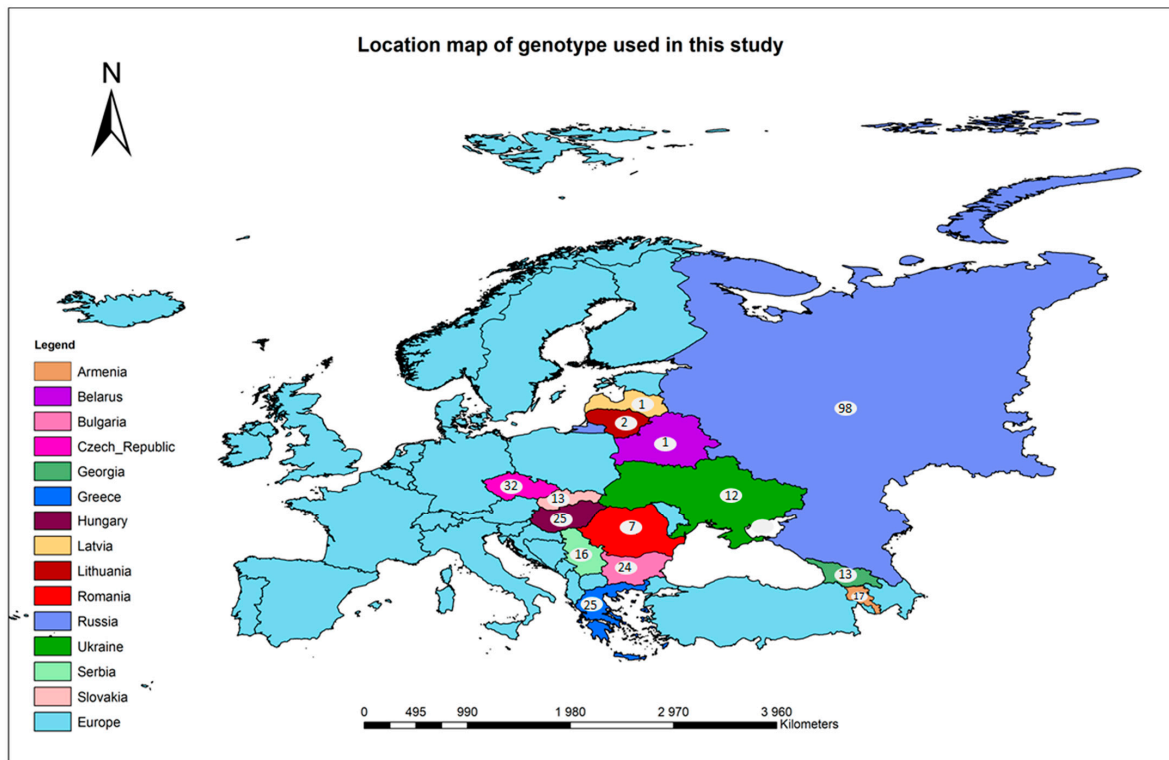 Location map of genotype used in this study
N
Legend
Armenia
Belarus
Bulgaria
Czech_Republic
Georgia
Greece
Hungary
Latvia
Lithuania
Romania
Russia
Ukraine
Serbia
Slovakia
Europe
98
1
2
1
32
13
12
25
7
16
24
13
17
25
0 495 990 1 980 2 970 3 960
Kilometers